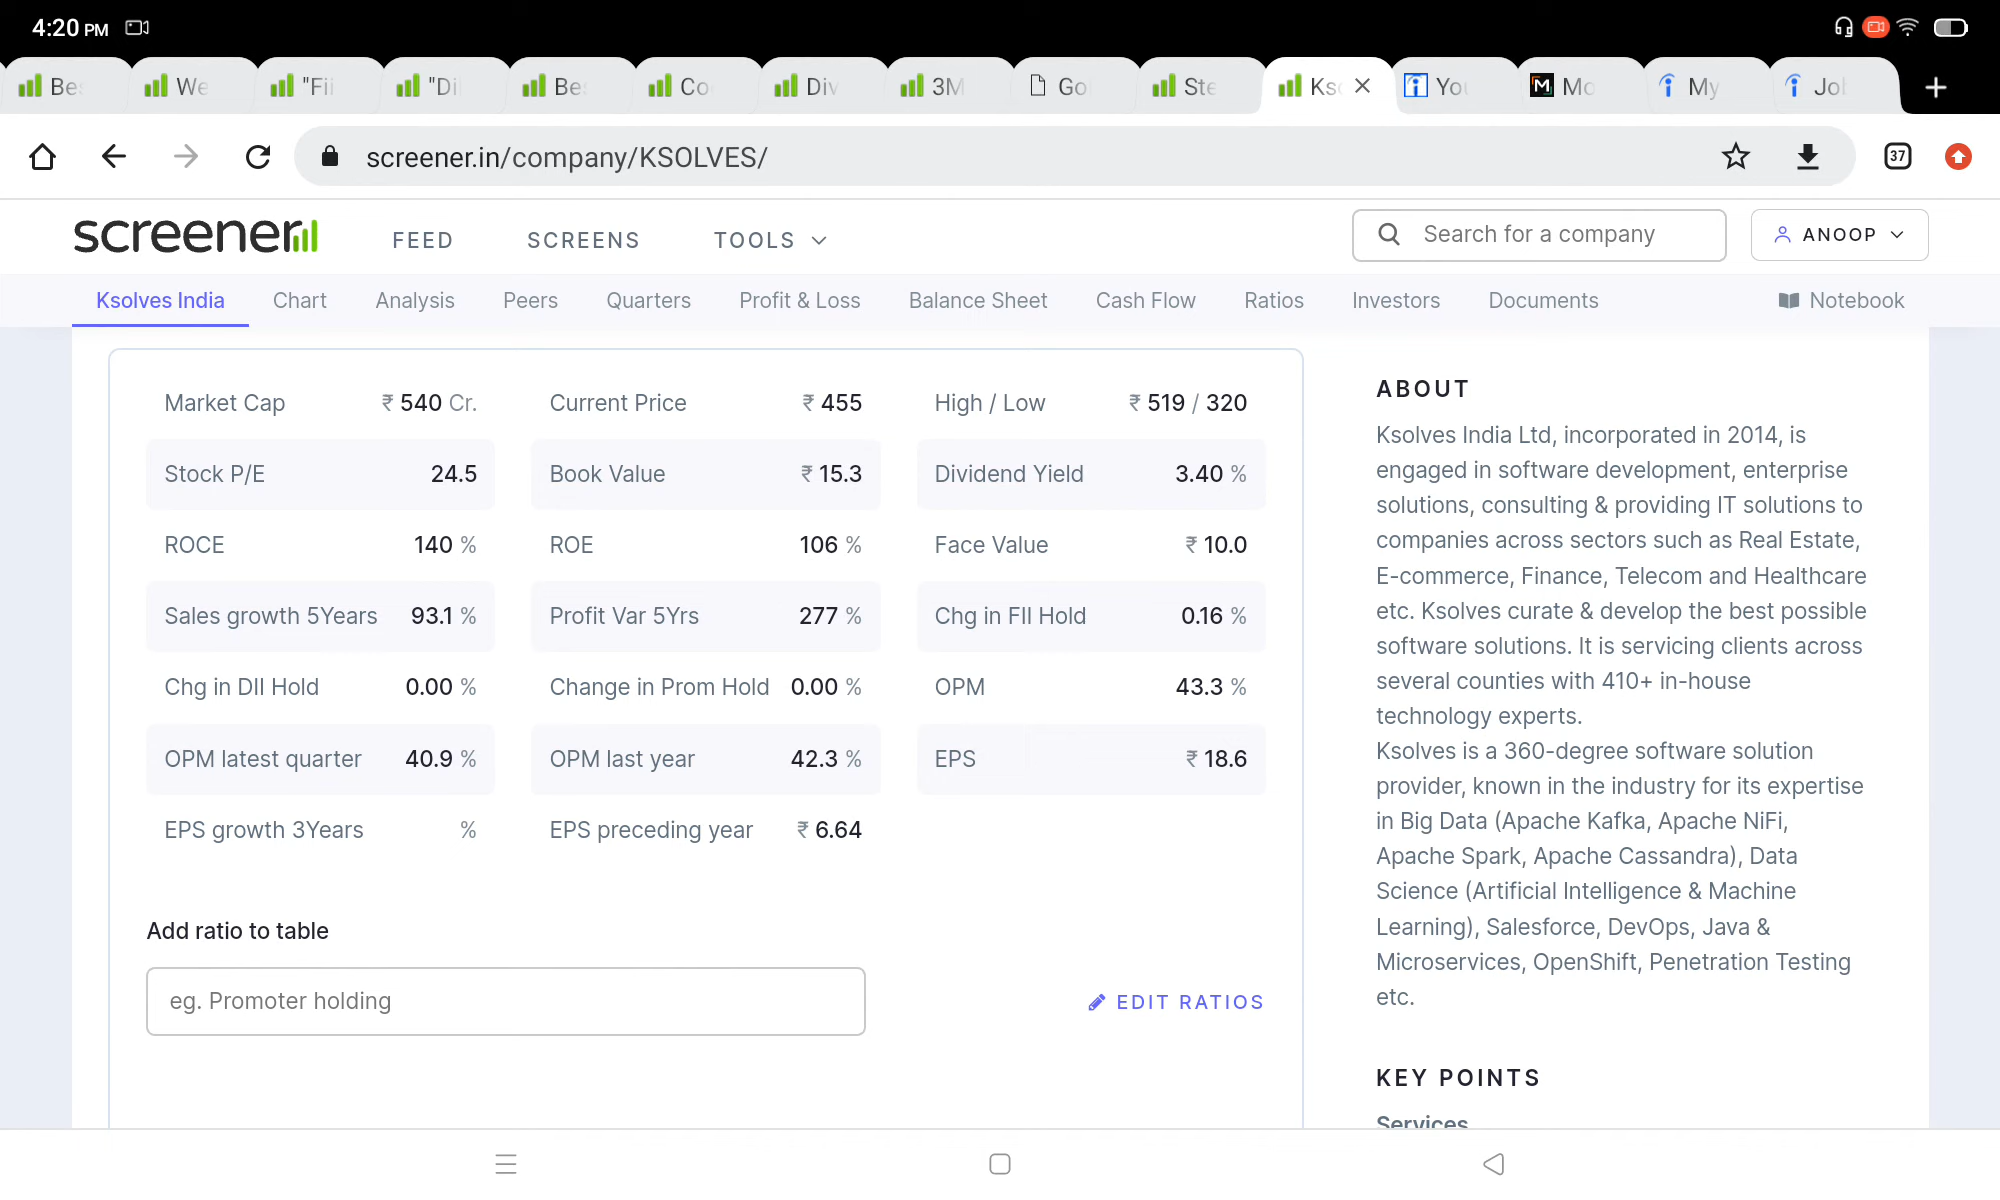 4:20 PM
Be
We
"Fii
"Dii
Be
Co
Div
3M
Go
Ste
Kso
You
Mo
My
Job
screener.in/company/KSOLVES/
37
screener
FEED
SCREENS
TOOLS
Search for a company
ANOOP
Ksolves India
Chart
Analysis
Peers
Quarters
Profit & Loss
Balance Sheet
Cash Flow
Ratios
Investors
Documents
Notebook
Market Cap ₹ 540 Cr.
Current Price ₹ 455
High / Low ₹ 519 / 320
Stock P/E 24.5
Book Value ₹ 15.3
Dividend Yield 3.40 %
ROCE 140 %
ROE 106 %
Face Value ₹ 10.0
Sales growth 5Years 93.1 %
Profit Var 5Yrs 277 %
Chg in FII Hold 0.16 %
Chg in DII Hold 0.00 %
Change in Prom Hold 0.00 %
OPM 43.3 %
OPM latest quarter 40.9 %
OPM last year 42.3 %
EPS ₹ 18.6
EPS growth 3Years %
EPS preceding year ₹ 6.64
Add ratio to table
eg. Promoter holding
EDIT RATIOS
ABOUT
Ksolves India Ltd, incorporated in 2014, is
engaged in software development, enterprise
solutions, consulting & providing IT solutions to
companies across sectors such as Real Estate,
E-commerce, Finance, Telecom and Healthcare
etc. Ksolves curate & develop the best possible
software solutions. It is servicing clients across
several counties with 410+ in-house
technology experts.
Ksolves is a 360-degree software solution
provider, known in the industry for its expertise
in Big Data (Apache Kafka, Apache NiFi,
Apache Spark, Apache Cassandra), Data
Science (Artificial Intelligence & Machine
Learning), Salesforce, DevOps, Java &
Microservices, OpenShift, Penetration Testing
etc.
KEY POINTS
Services